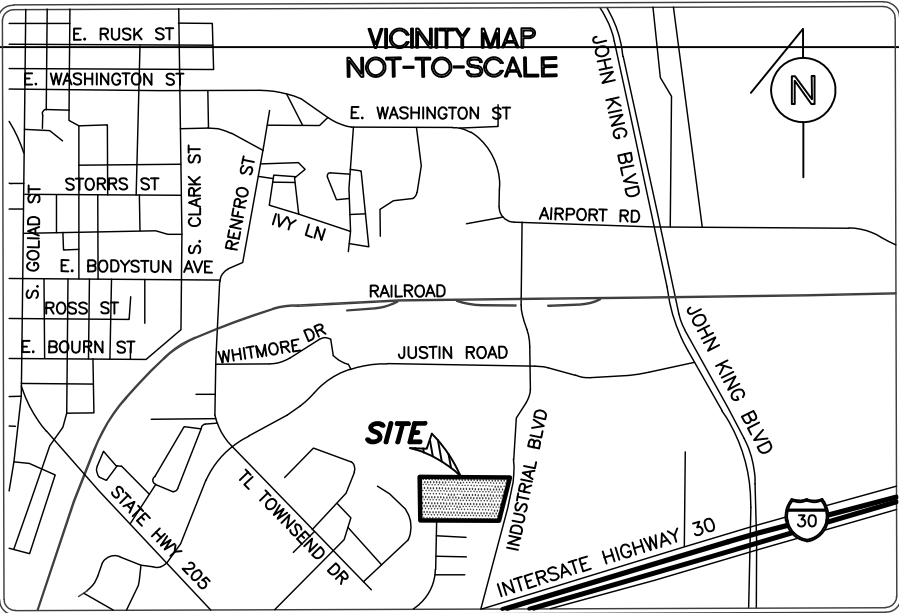 VICINITY MAP
NOT-TO-SCALE
E. RUSK ST
E. WASHINGTON ST
E. WASHINGTON ST
JOHN KING BLVD
N
STORRS ST
S. CLARK ST
RENFRO ST
IVY LN
AIRPORT RD
S. GOLIAD ST
E. BODYSTUN AVE
RAILROAD
ROSS ST
E. BOURN ST
WHITMORE DR
JUSTIN ROAD
JOHN KING BLVD
SITE
INDUSTRIAL BLVD
TL TOWNSEND DR
STATE HWY 205
INTERSATE HIGHWAY 30
30